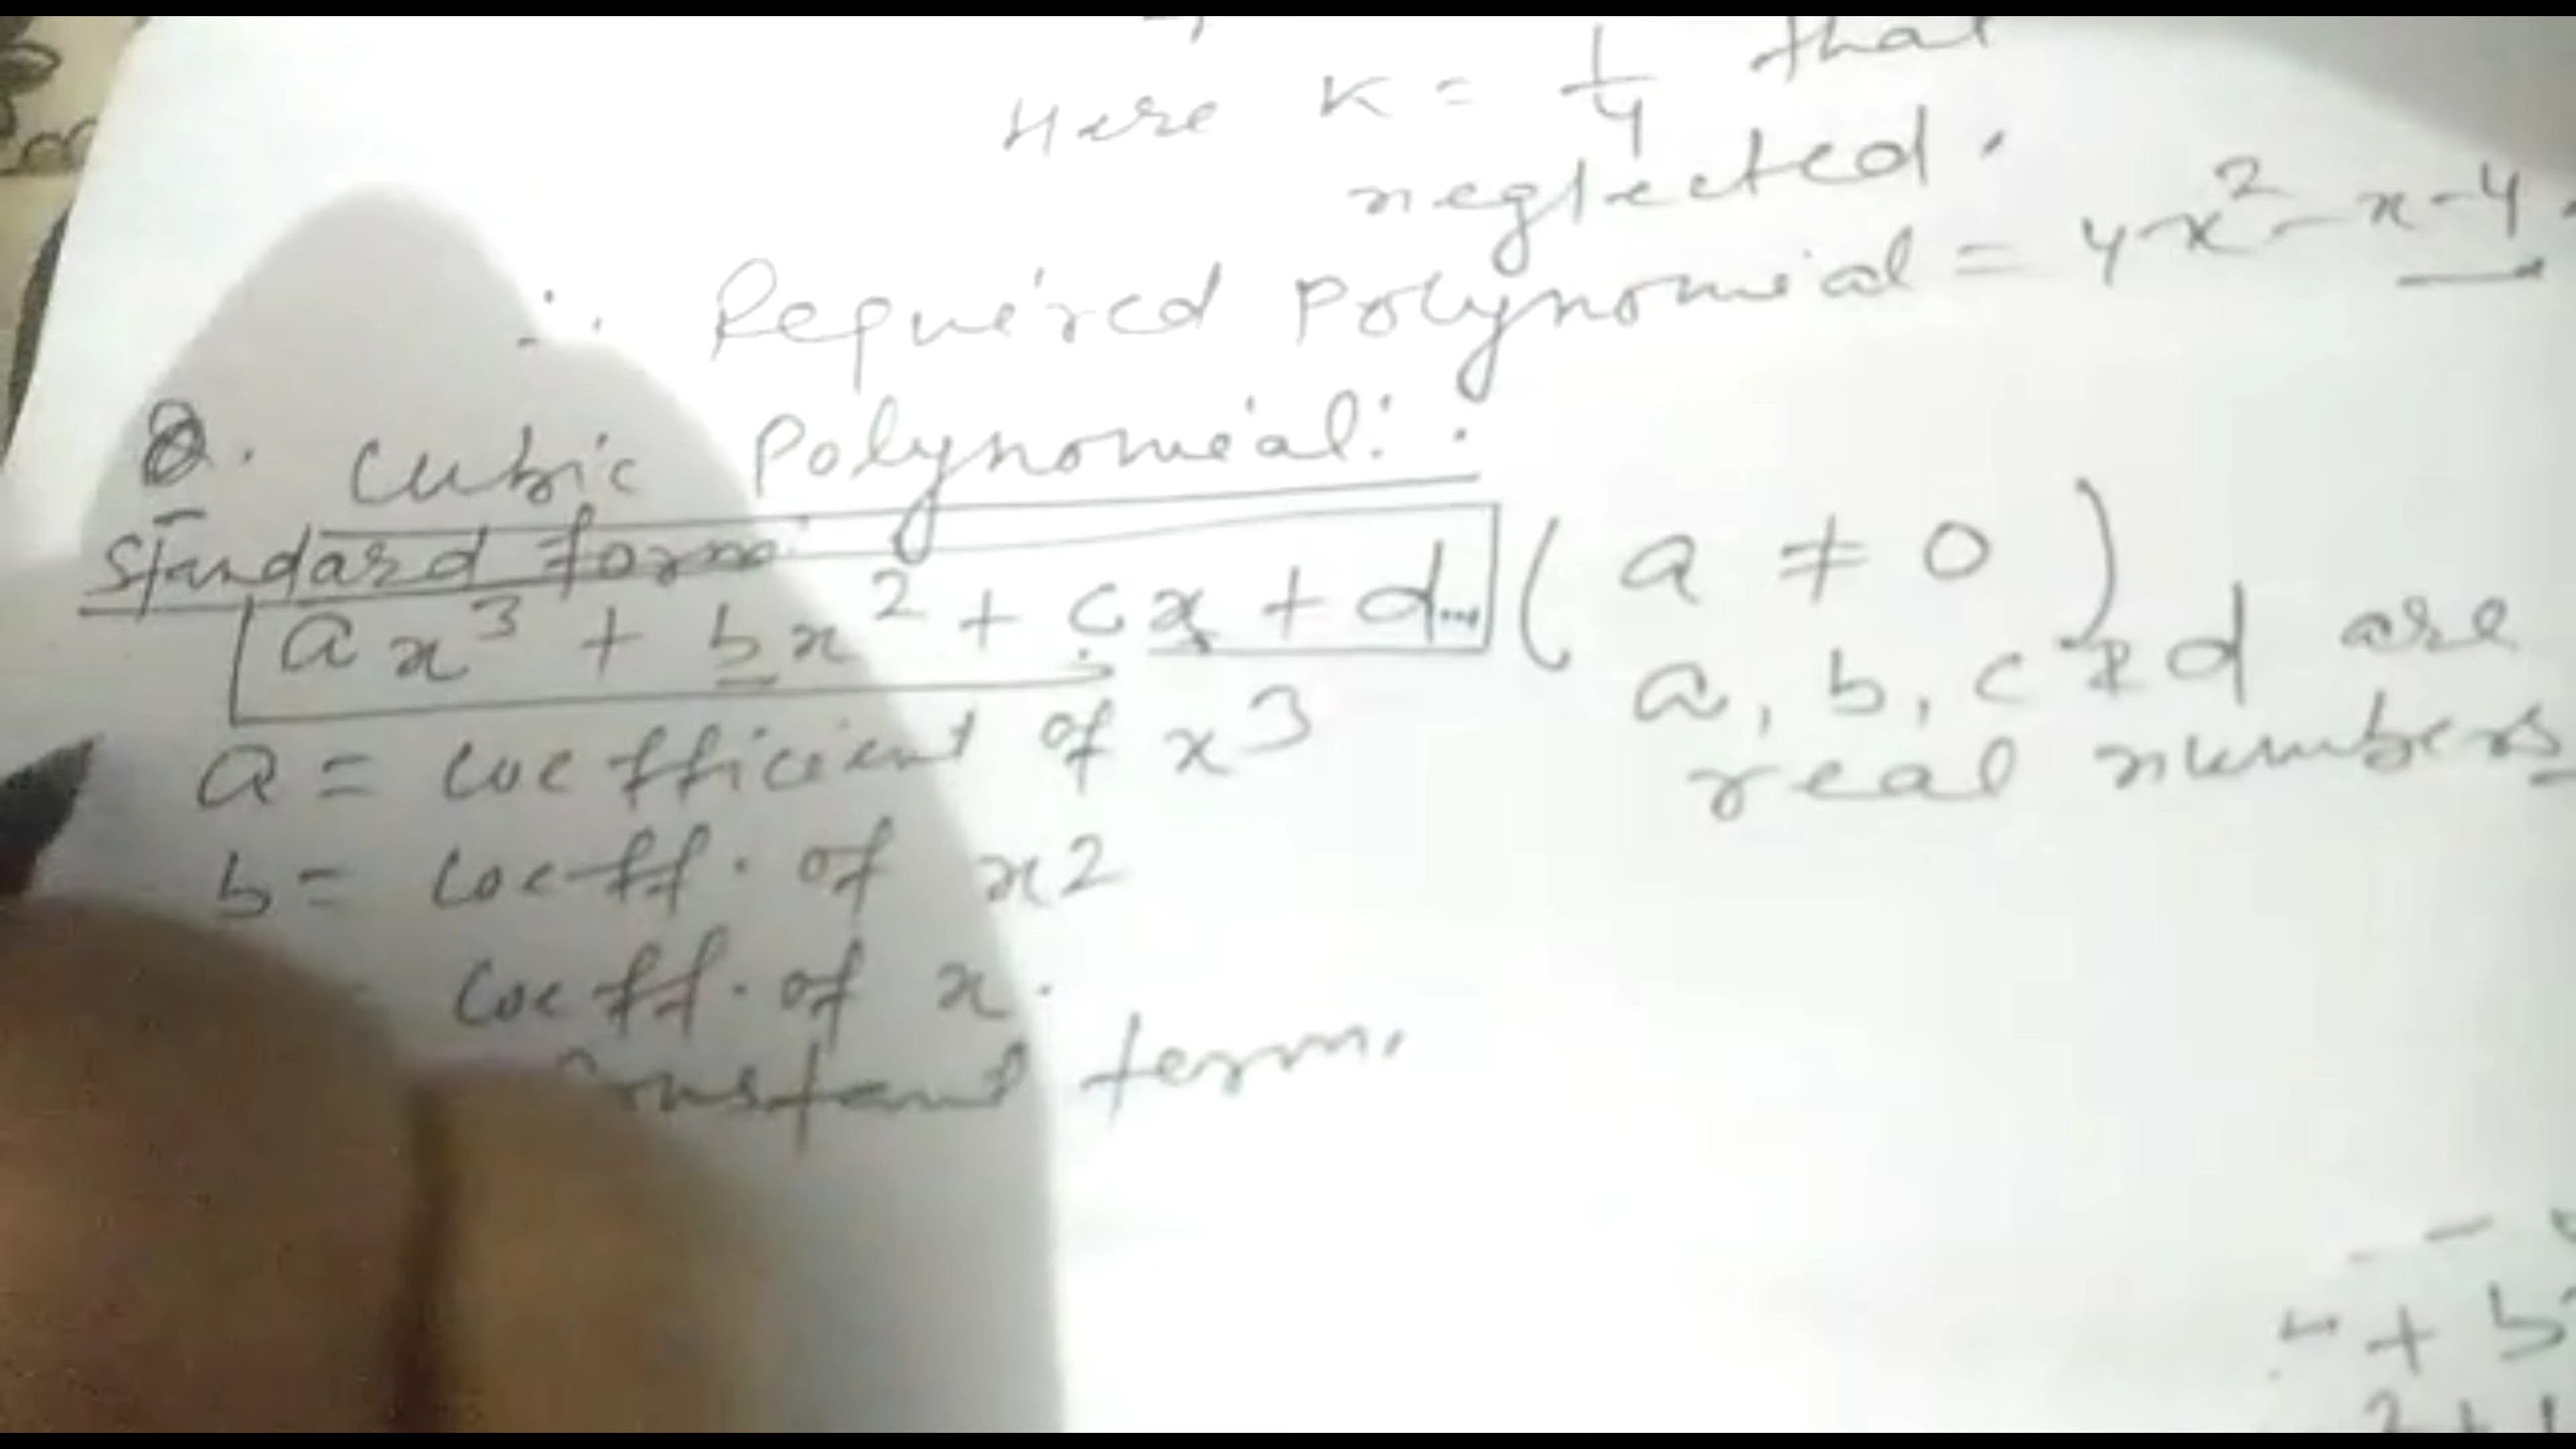 Here K = 1/4 that
neglected.
∴ Required Polynomial = 4x² - x - 4.
Q. Cubic Polynomial:
Standard form:
ax³ + bx² + cx + d... (a ≠ 0)
a, b, c & d are
real numbers
a = coefficient of x³
b = coeff. of x2
coeff. of x.
term.
+ b